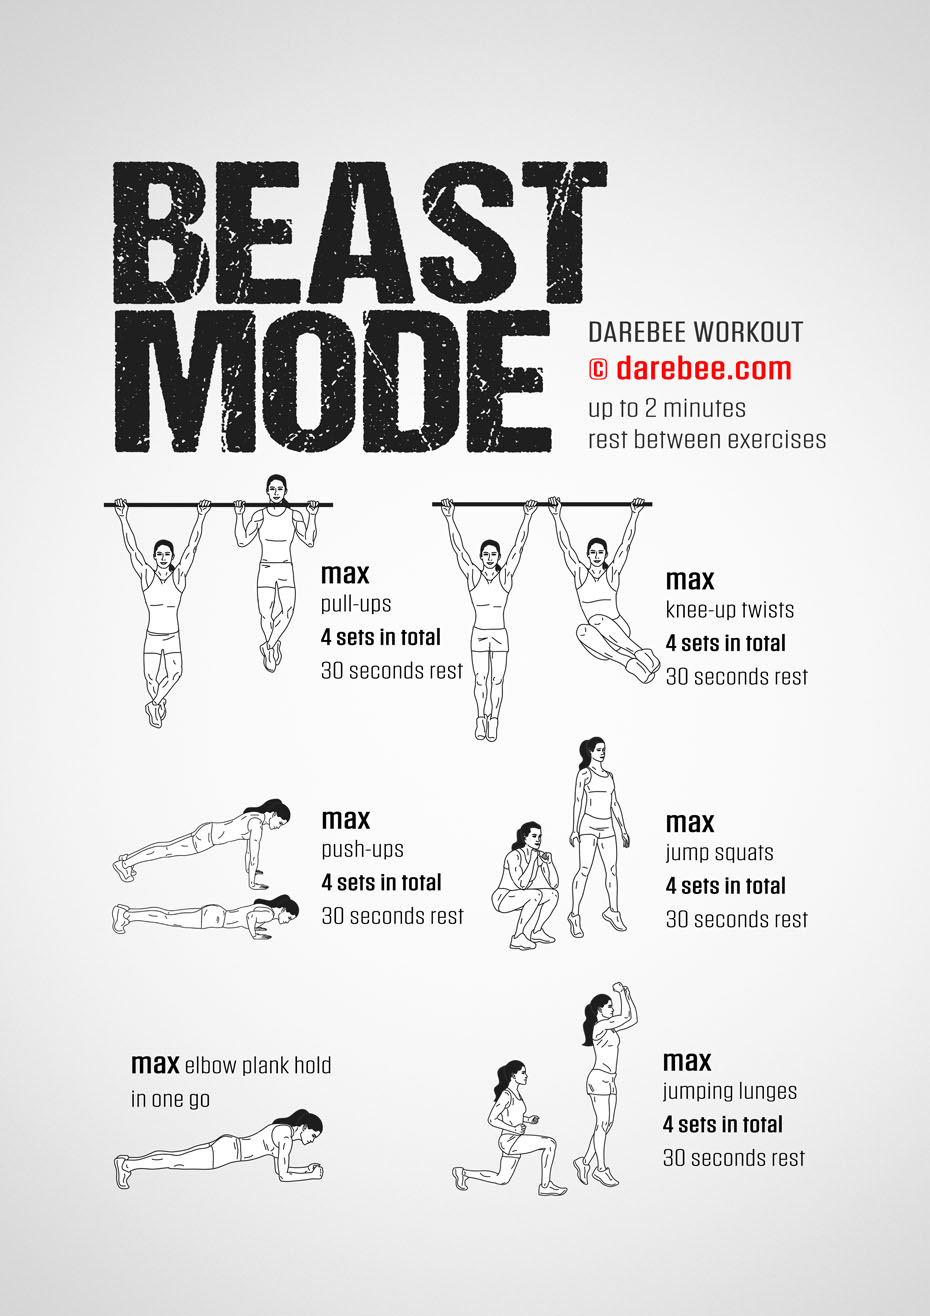 BEAST
MODE
DAREBEE WORKOUT
© darebee.com
up to 2 minutes
rest between exercises
max
pull-ups
4 sets in total
30 seconds rest
max
knee-up twists
4 sets in total
30 seconds rest
max
push-ups
4 sets in total
30 seconds rest
max
jump squats
4 sets in total
30 seconds rest
max elbow plank hold
in one go
max
jumping lunges
4 sets in total
30 seconds rest